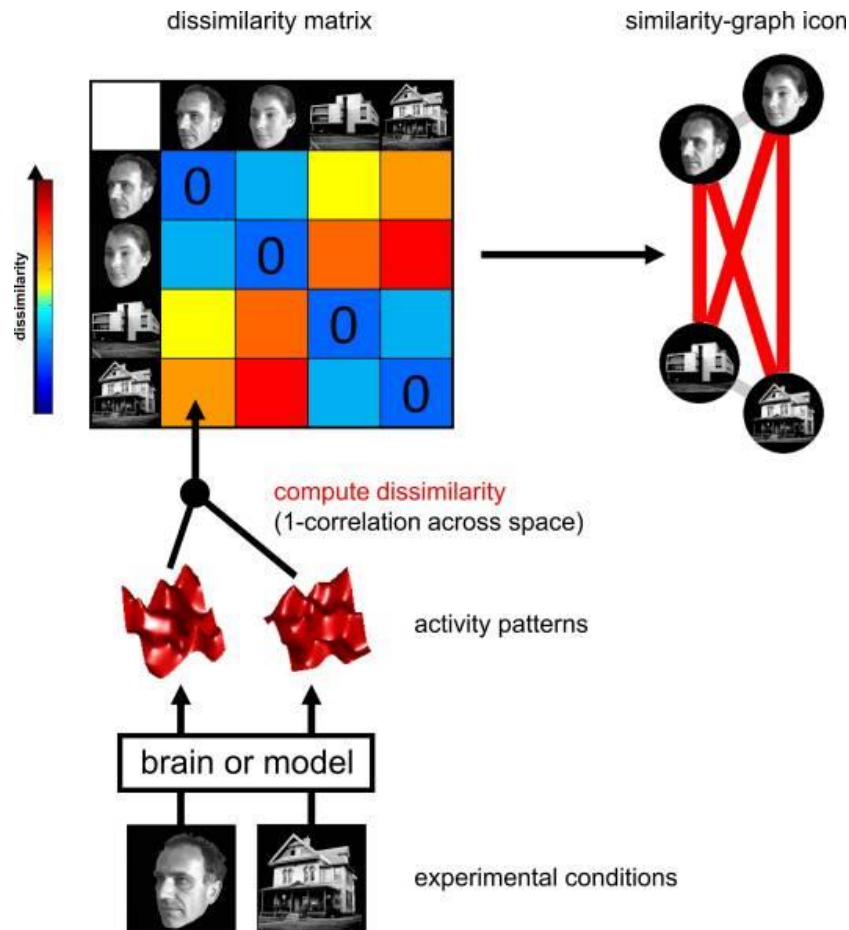 dissimilarity matrix
similarity-graph icon
dissimilarity
0
0
0
0
compute dissimilarity
(1-correlation across space)
activity patterns
brain or model
experimental conditions